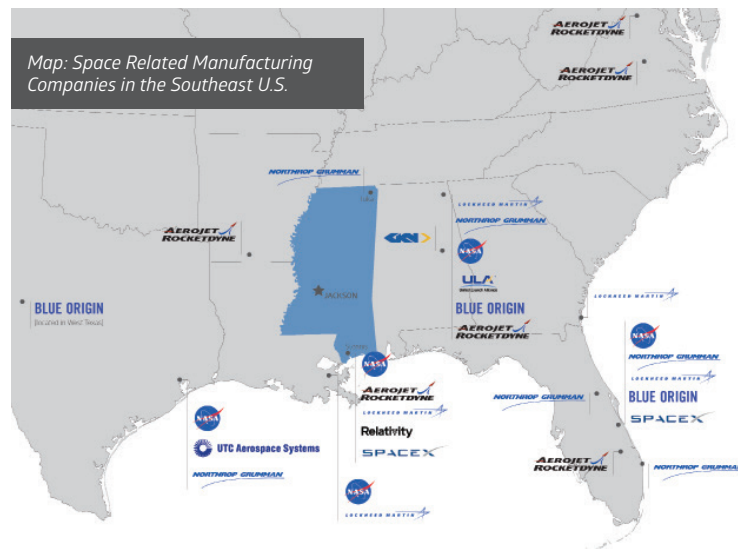 Map: Space Related Manufacturing
Companies in the Southeast U.S.
AEROJET
ROCKETDYNE
AEROJET
ROCKETDYNE
NORTHROP GRUMMAN
Iuka
LOCKHEED MARTIN
NORTHROP GRUMMAN
AEROJET
ROCKETDYNE
GKN
NASA
ULA
JACKSON
BLUE ORIGIN
(located in West Texas)
BLUE ORIGIN
AEROJET
ROCKETDYNE
LOCKHEED MARTIN
NASA
NORTHROP GRUMMAN
LOCKHEED MARTIN
BLUE ORIGIN
SPACEX
NASA
AEROJET
ROCKETDYNE
LOCKHEED MARTIN
Relativity
SPACEX
NORTHROP GRUMMAN
NASA
UTC Aerospace Systems
NORTHROP GRUMMAN
AEROJET
ROCKETDYNE
NORTHROP GRUMMAN
NASA
LOCKHEED MARTIN